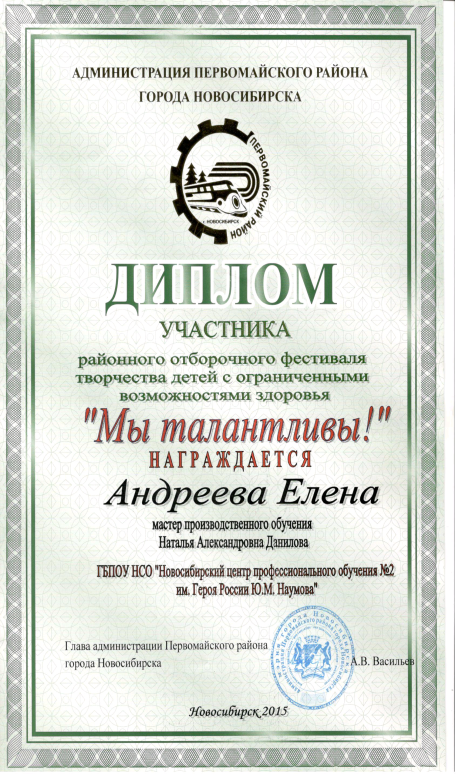 АДМИНИСТРАЦИЯ ПЕРВОМАЙСКОГО РАЙОНА
ГОРОДА НОВОСИБИРСКА
ПЕРВОМАЙСКИЙ РАЙОН
г. НОВОСИБИРСК
ДИПЛОМ
УЧАСТНИКА
районного отборочного фестиваля
творчества детей с ограниченными
возможностями здоровья
"Мы талантливы!"
НАГРАЖДАЕТСЯ
Андреева Елена
мастер производственного обучения
Наталья Александровна Данилова
ГБПОУ НСО "Новосибирский центр профессионального обучения №2
им. Героя России Ю.М. Наумова"
Глава администрации Первомайского района
города Новосибирска
А.В. Васильев
Новосибирск 2015